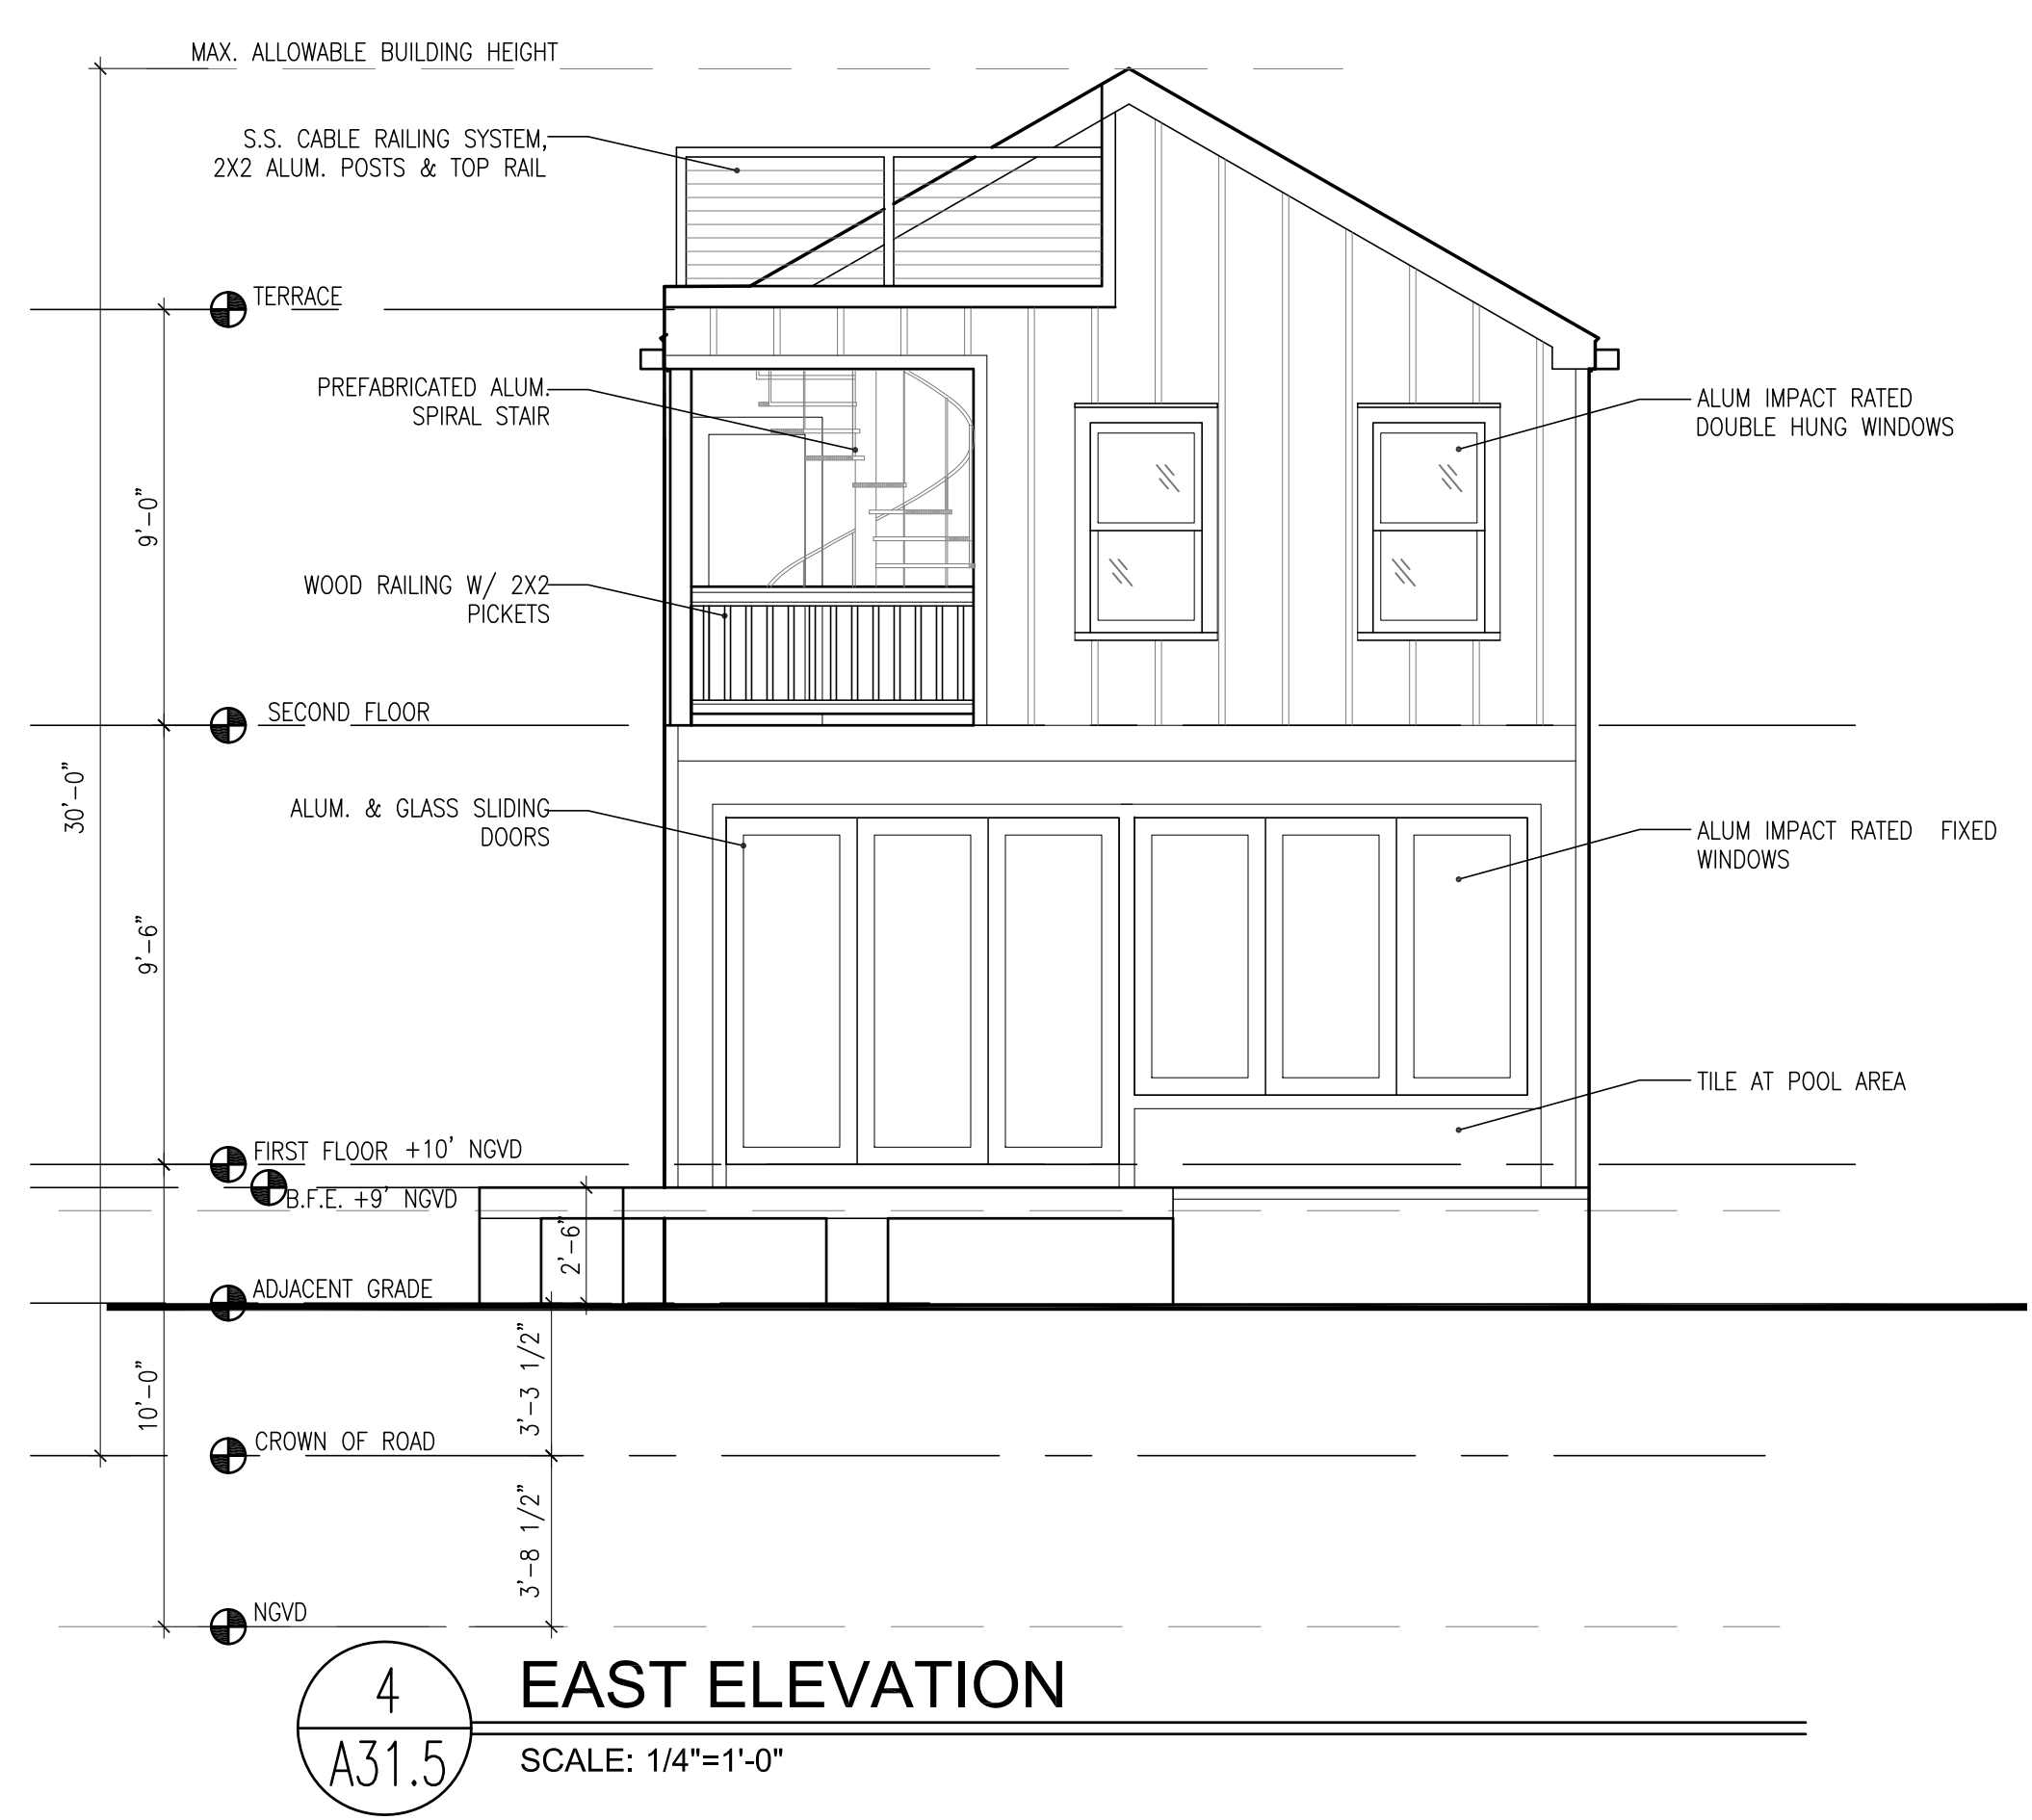 MAX. ALLOWABLE BUILDING HEIGHT
S.S. CABLE RAILING SYSTEM,
2X2 ALUM. POSTS & TOP RAIL
TERRACE
PREFABRICATED ALUM.
SPIRAL STAIR
ALUM IMPACT RATED
DOUBLE HUNG WINDOWS
9'-0"
WOOD RAILING W/ 2X2
PICKETS
SECOND FLOOR
30'-0"
ALUM. & GLASS SLIDING
DOORS
ALUM IMPACT RATED FIXED
WINDOWS
9'-6"
TILE AT POOL AREA
FIRST FLOOR +10' NGVD
B.F.E. +9' NGVD
2'-6"
ADJACENT GRADE
3'-3 1/2"
10'-0"
CROWN OF ROAD
3'-8 1/2"
NGVD
4
A31.5
EAST ELEVATION
SCALE: 1/4"=1'-0"